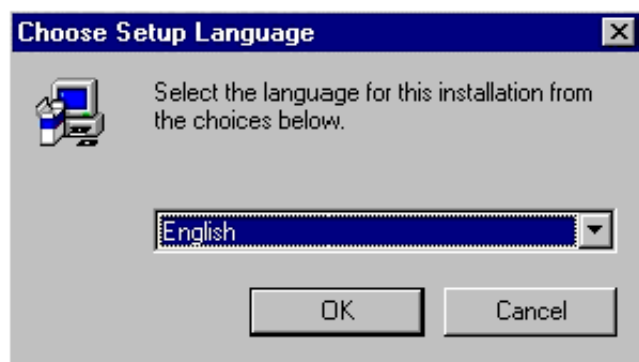 Choose Setup Language
Select the language for this installation from
the choices below.
English
OK
Cancel